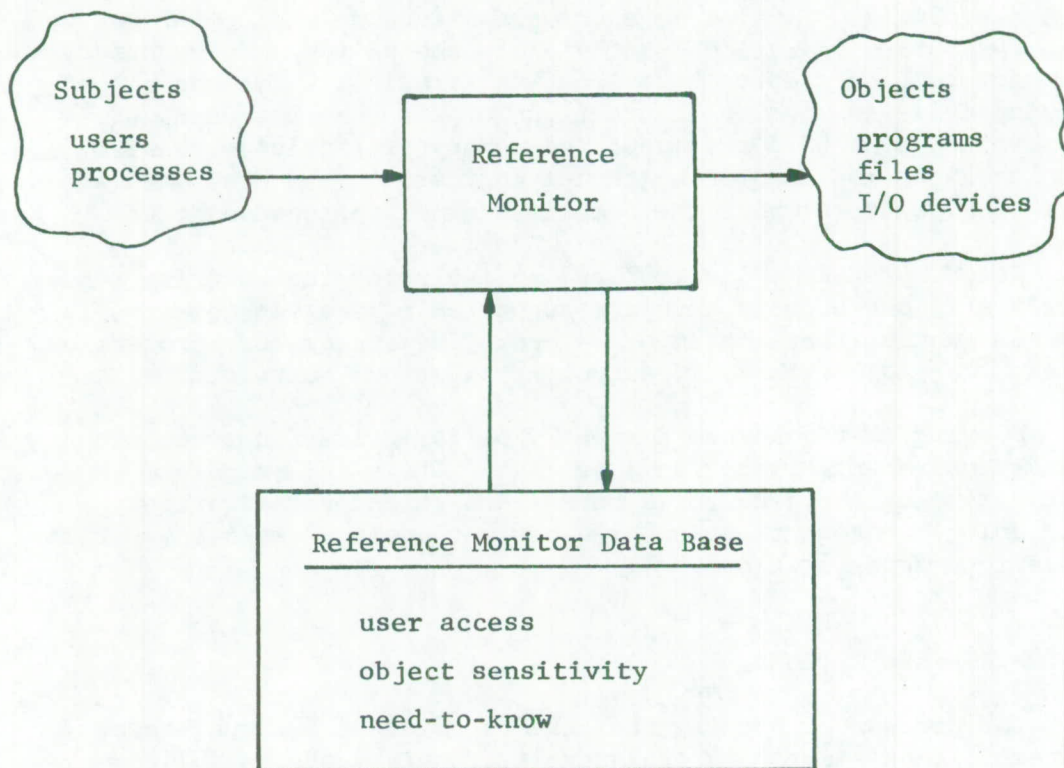 Subjects
users
processes
Reference
Monitor
Objects
programs
files
I/O devices
Reference Monitor Data Base
user access
object sensitivity
need-to-know